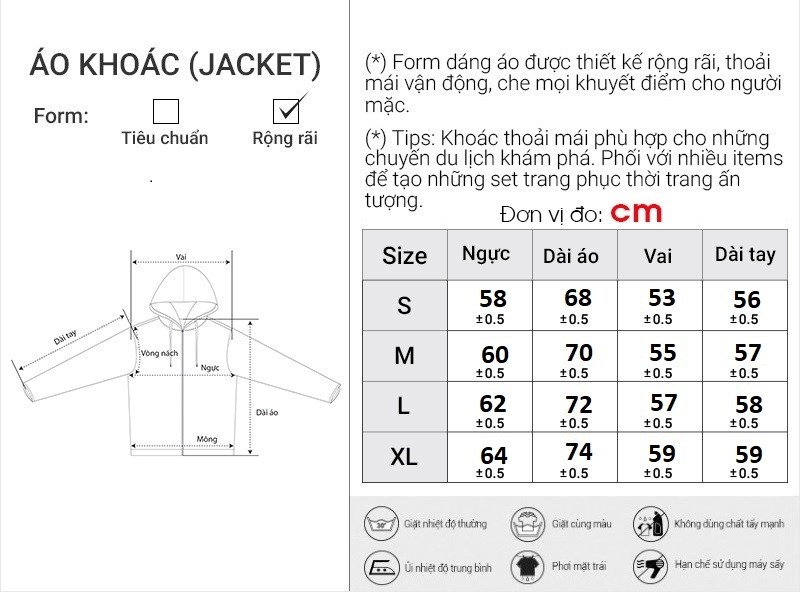 ÁO KHOÁC (JACKET)
Form:
Tiêu chuẩn
Rộng rãi
Vai
Dài tay
Vòng nách
Ngực
Dài áo
Mông
(*) Form dáng áo được thiết kế rộng rãi, thoải
mái vận động, che mọi khuyết điểm cho người
mặc.
(*) Tips: Khoác thoải mái phù hợp cho những
chuyến du lịch khám phá. Phối với nhiều items
để tạo những set trang phục thời trang ấn
tượng.
Đơn vị đo: cm
Size Ngực Dài áo Vai Dài tay
S 58 ±0.5 68 ±0.5 53 ±0.5 56 ±0.5
M 60 ±0.5 70 ±0.5 55 ±0.5 57 ±0.5
L 62 ±0.5 72 ±0.5 57 ±0.5 58 ±0.5
XL 64 ±0.5 74 ±0.5 59 ±0.5 59 ±0.5
30° Giặt nhiệt độ thường
Giặt cùng màu
Không dùng chất tẩy mạnh
Ủi nhiệt độ trung bình
Phơi mặt trái
Hạn chế sử dụng máy sấy